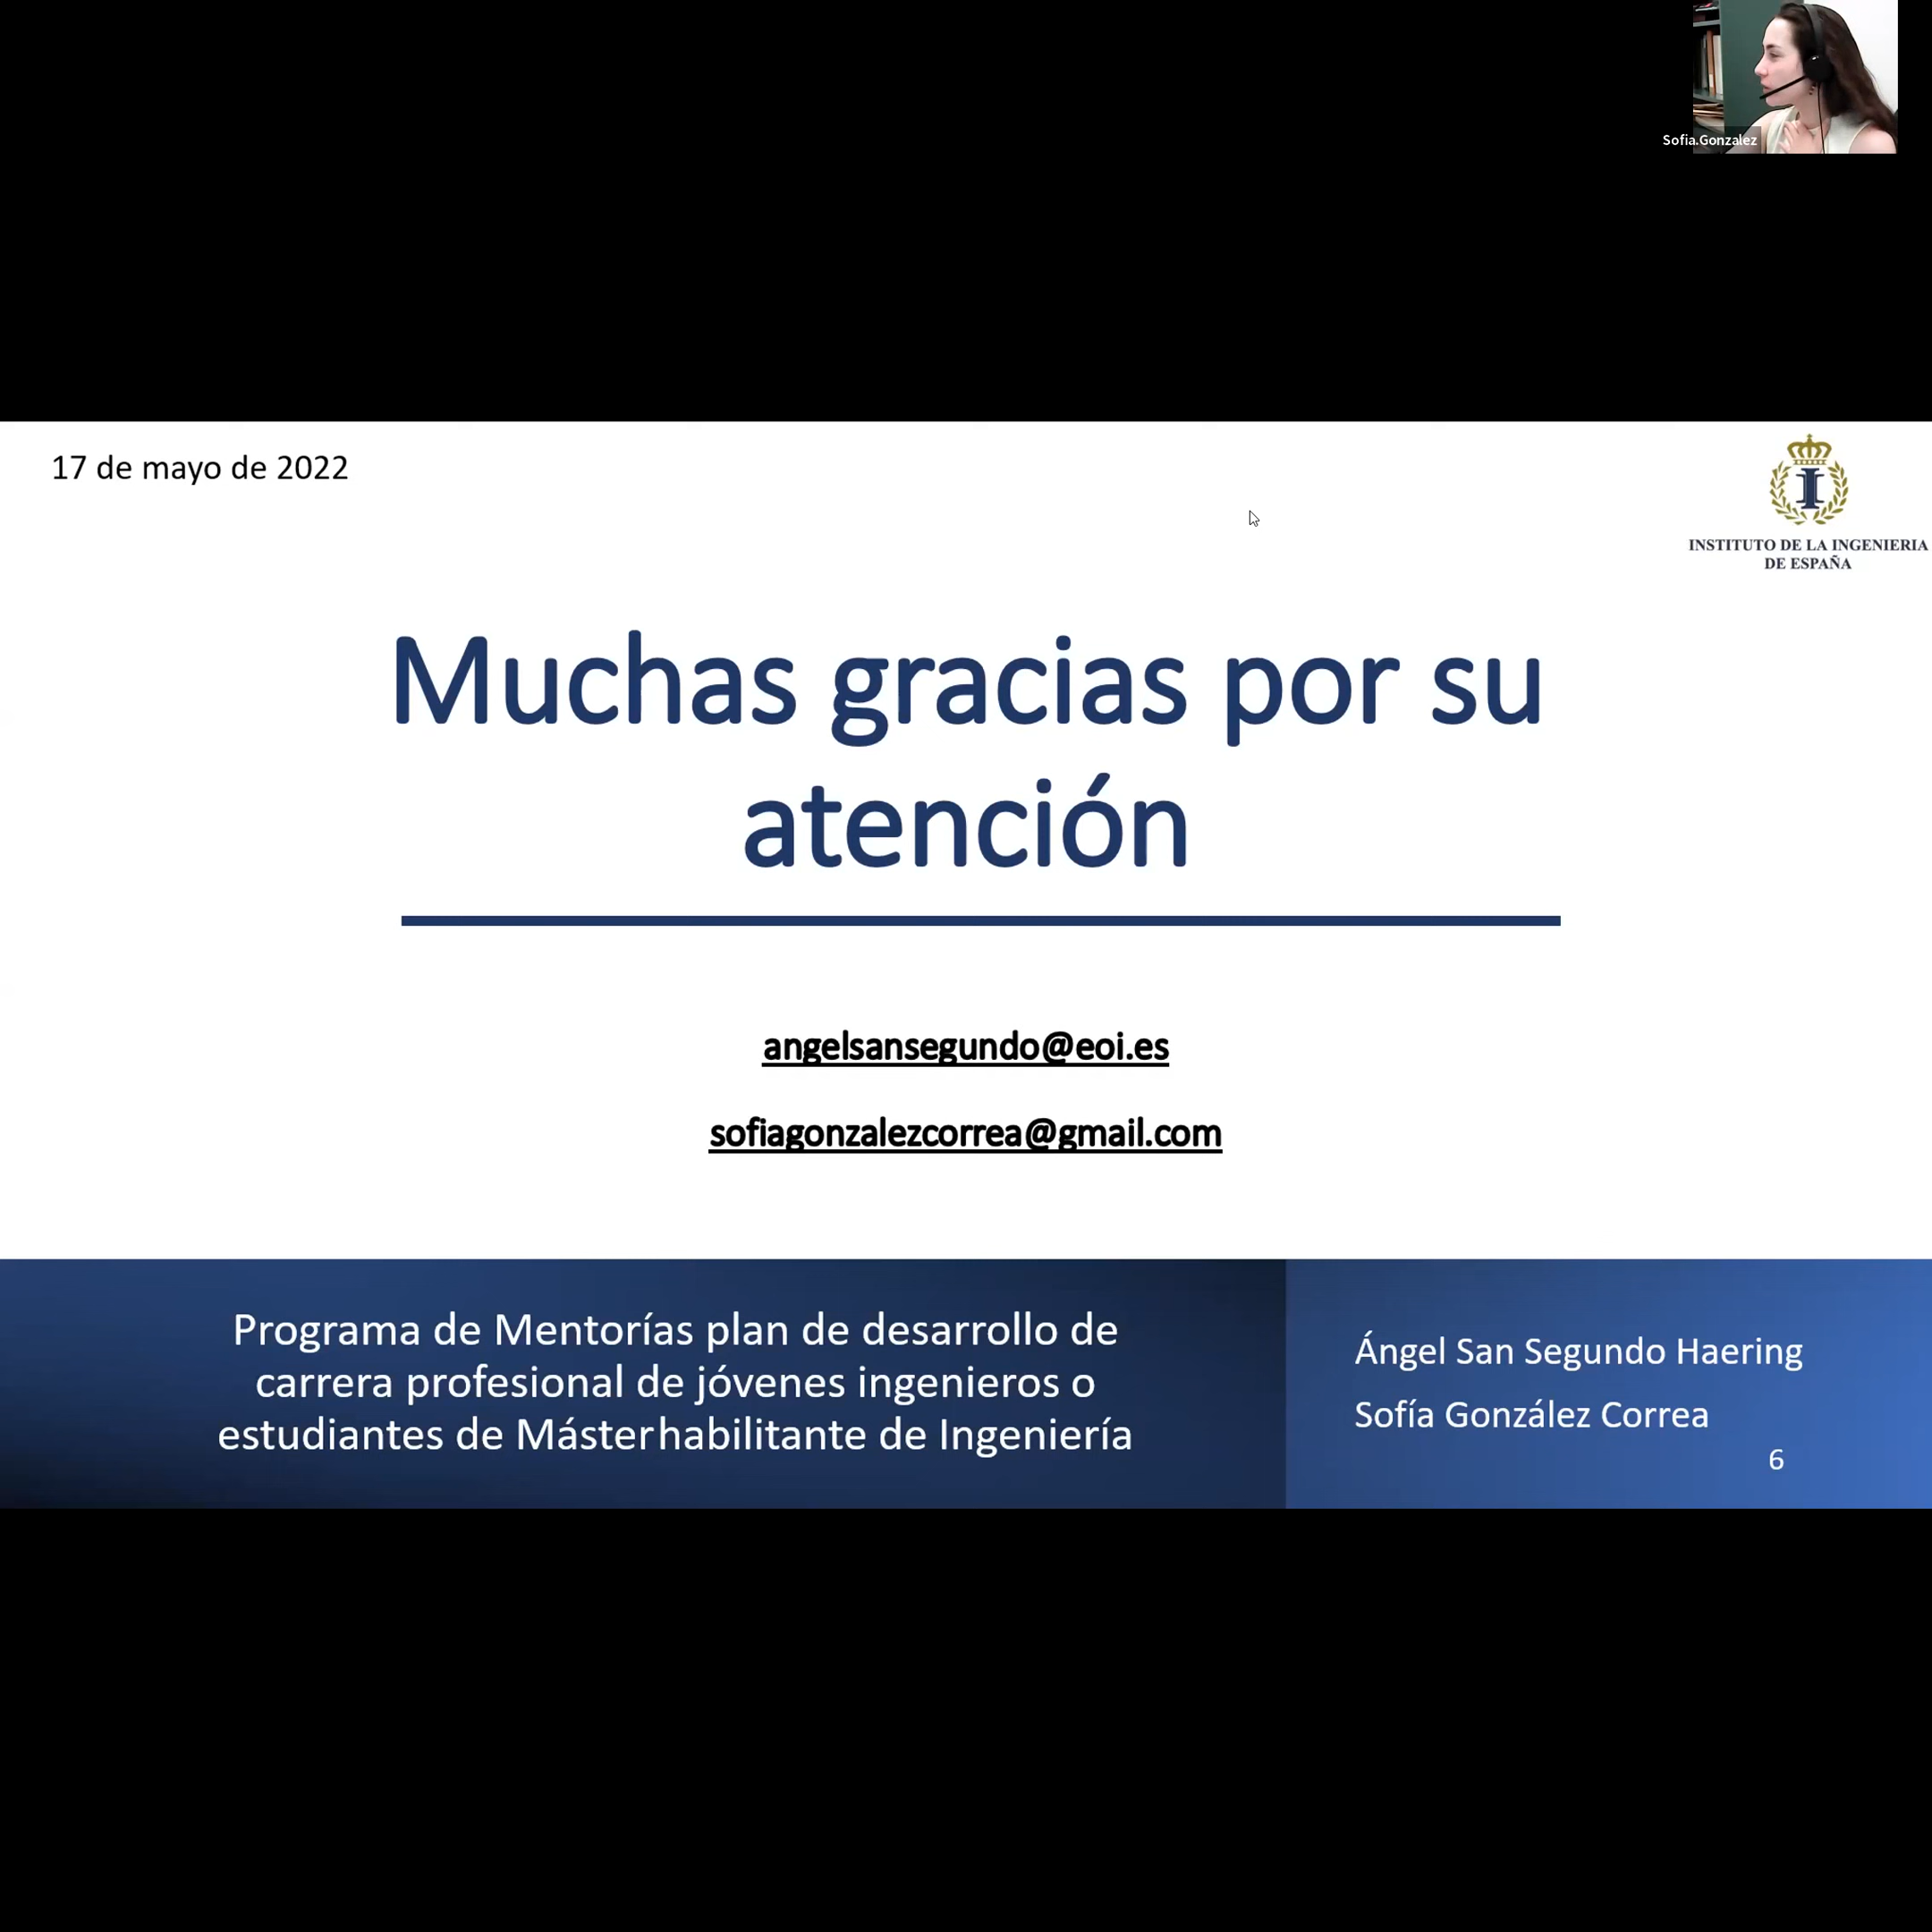 Sofia.Gonzalez
17 de mayo de 2022
I
INSTITUTO DE LA INGENIERIA
DE ESPAÑA
Muchas gracias por su
atención
angelsansegundo@eoi.es
sofiagonzalezcorrea@gmail.com
Programa de Mentorías plan de desarrollo de
carrera profesional de jóvenes ingenieros o
estudiantes de Máster habilitante de Ingeniería
Ángel San Segundo Haering
Sofía González Correa
6